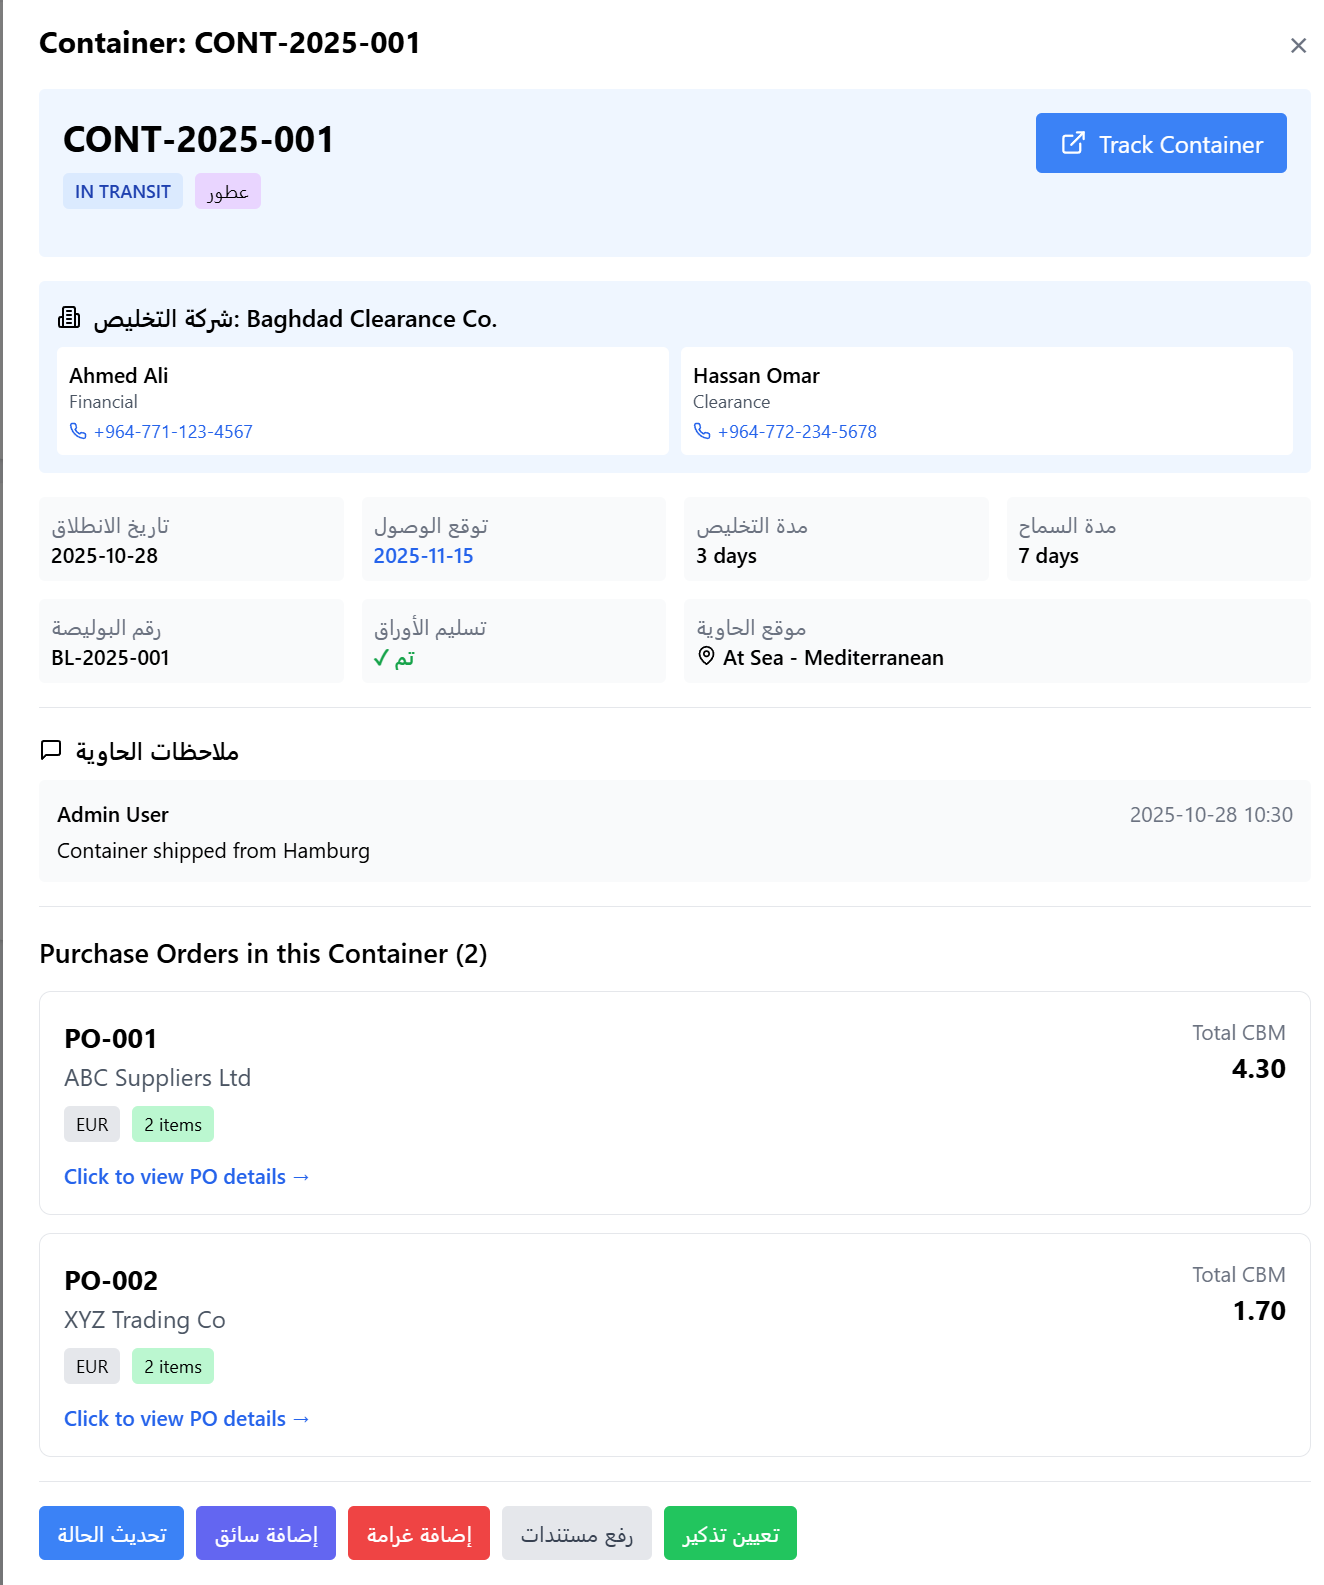 Container: CONT-2025-001
CONT-2025-001
Track Container
IN TRANSIT
عطور
شركة التخليص: Baghdad Clearance Co.
Ahmed Ali
Financial
+964-771-123-4567
Hassan Omar
Clearance
+964-772-234-5678
تاريخ الانطلاق
2025-10-28
توقع الوصول
2025-11-15
مدة التخليص
3 days
مدة السماح
7 days
رقم البوليصة
BL-2025-001
تسليم الأوراق
✓ تم
موقع الحاوية
At Sea - Mediterranean
ملاحظات الحاوية
Admin User
2025-10-28 10:30
Container shipped from Hamburg
Purchase Orders in this Container (2)
PO-001
ABC Suppliers Ltd
EUR
2 items
Total CBM
4.30
Click to view PO details →
PO-002
XYZ Trading Co
EUR
2 items
Total CBM
1.70
Click to view PO details →
تحديث الحالة
إضافة سائق
إضافة غرامة
رفع مستندات
تعيين تذكير